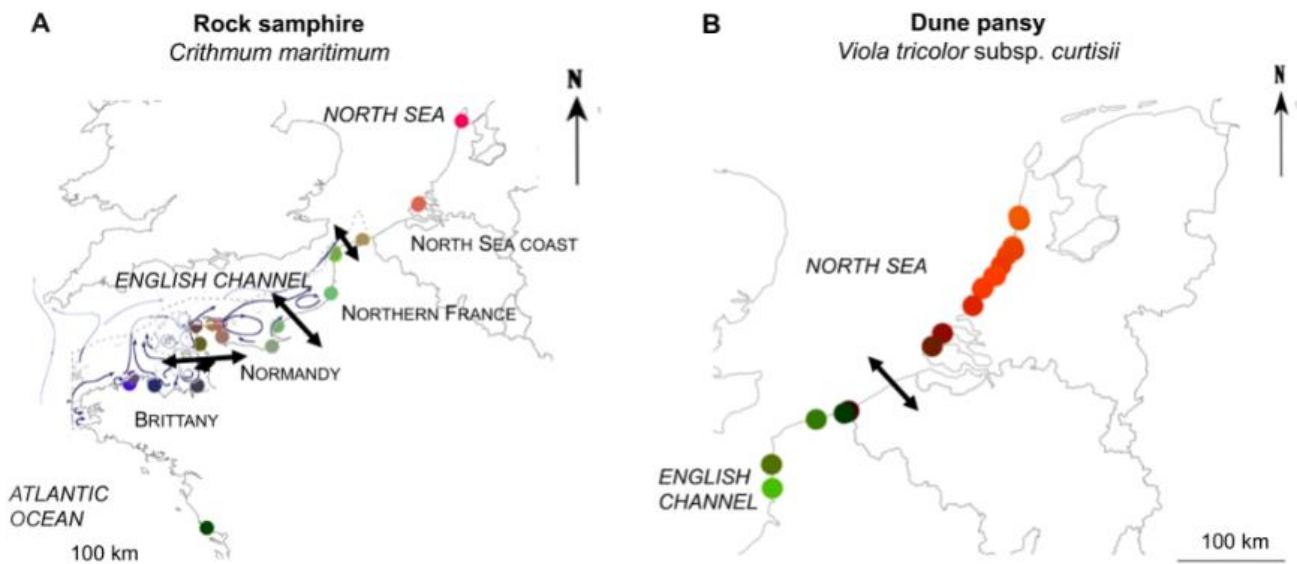 A
Rock samphire
Crithmum maritimum
N
NORTH SEA
NORTH SEA COAST
ENGLISH CHANNEL
NORTHERN FRANCE
NORMANDY
BRITTANY
ATLANTIC
OCEAN
100 km
B
Dune pansy
Viola tricolor subsp. curtisii
N
NORTH SEA
ENGLISH
CHANNEL
100 km